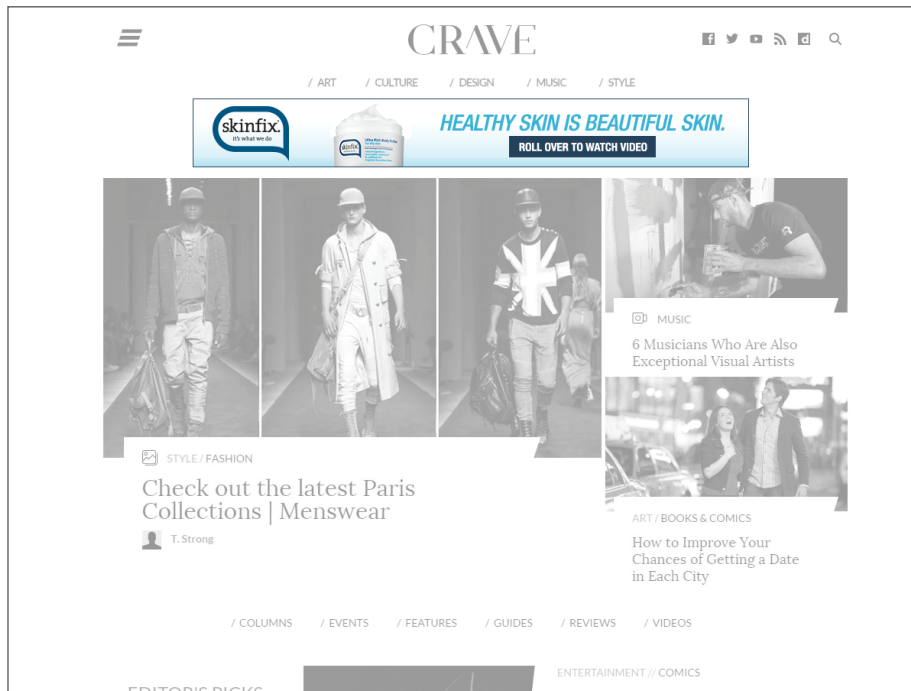 CRAVE
/ ART / CULTURE / DESIGN / MUSIC / STYLE
skinfix.
it's what we do
skinfix.
HEALTHY SKIN IS BEAUTIFUL SKIN.
ROLL OVER TO WATCH VIDEO
MUSIC
6 Musicians Who Are Also
Exceptional Visual Artists
STYLE / FASHION
Check out the latest Paris
Collections | Menswear
T. Strong
ART / BOOKS & COMICS
How to Improve Your
Chances of Getting a Date
in Each City
/ COLUMNS / EVENTS / FEATURES / GUIDES / REVIEWS / VIDEOS
EDITOR'S PICKS
ENTERTAINMENT // COMICS